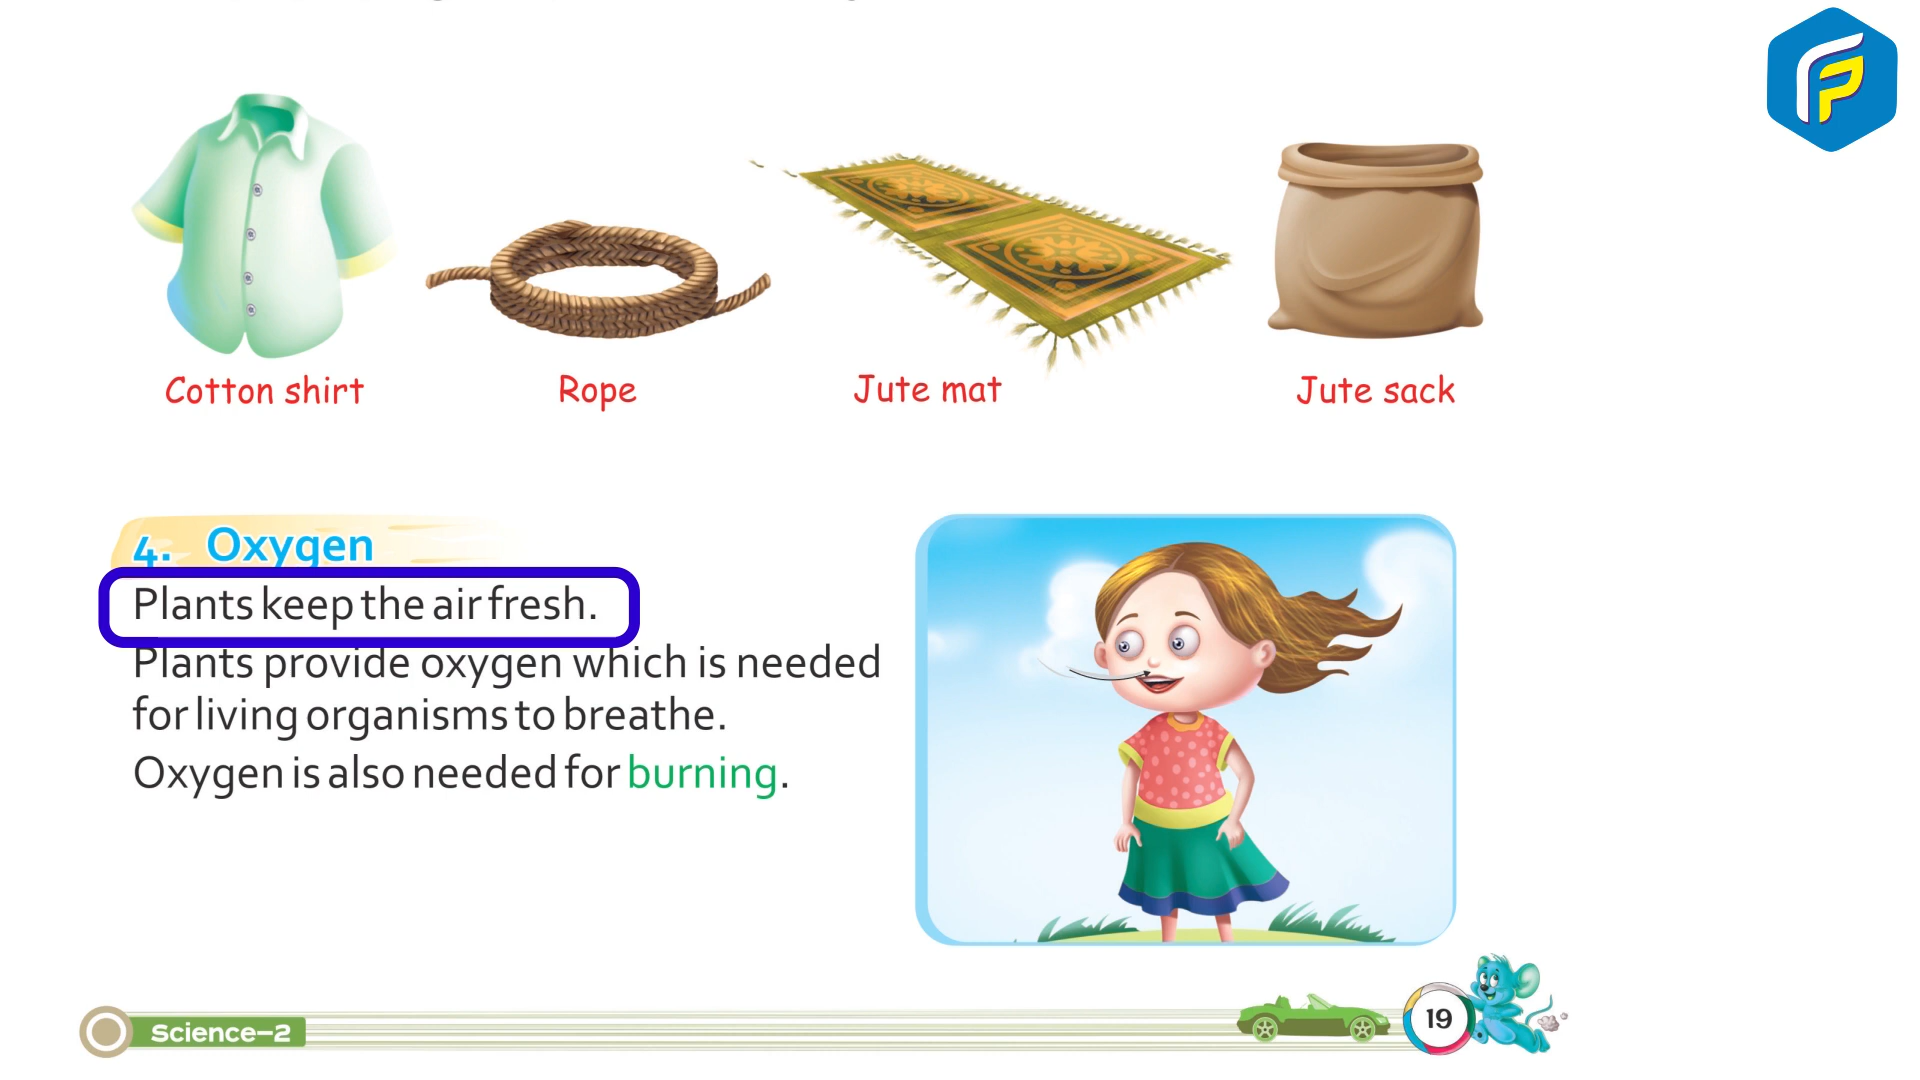 Cotton shirt
Rope
Jute mat
Jute sack
4. Oxygen
Plants keep the air fresh.
Plants provide oxygen which is needed
for living organisms to breathe.
Oxygen is also needed for burning.
Science–2
19